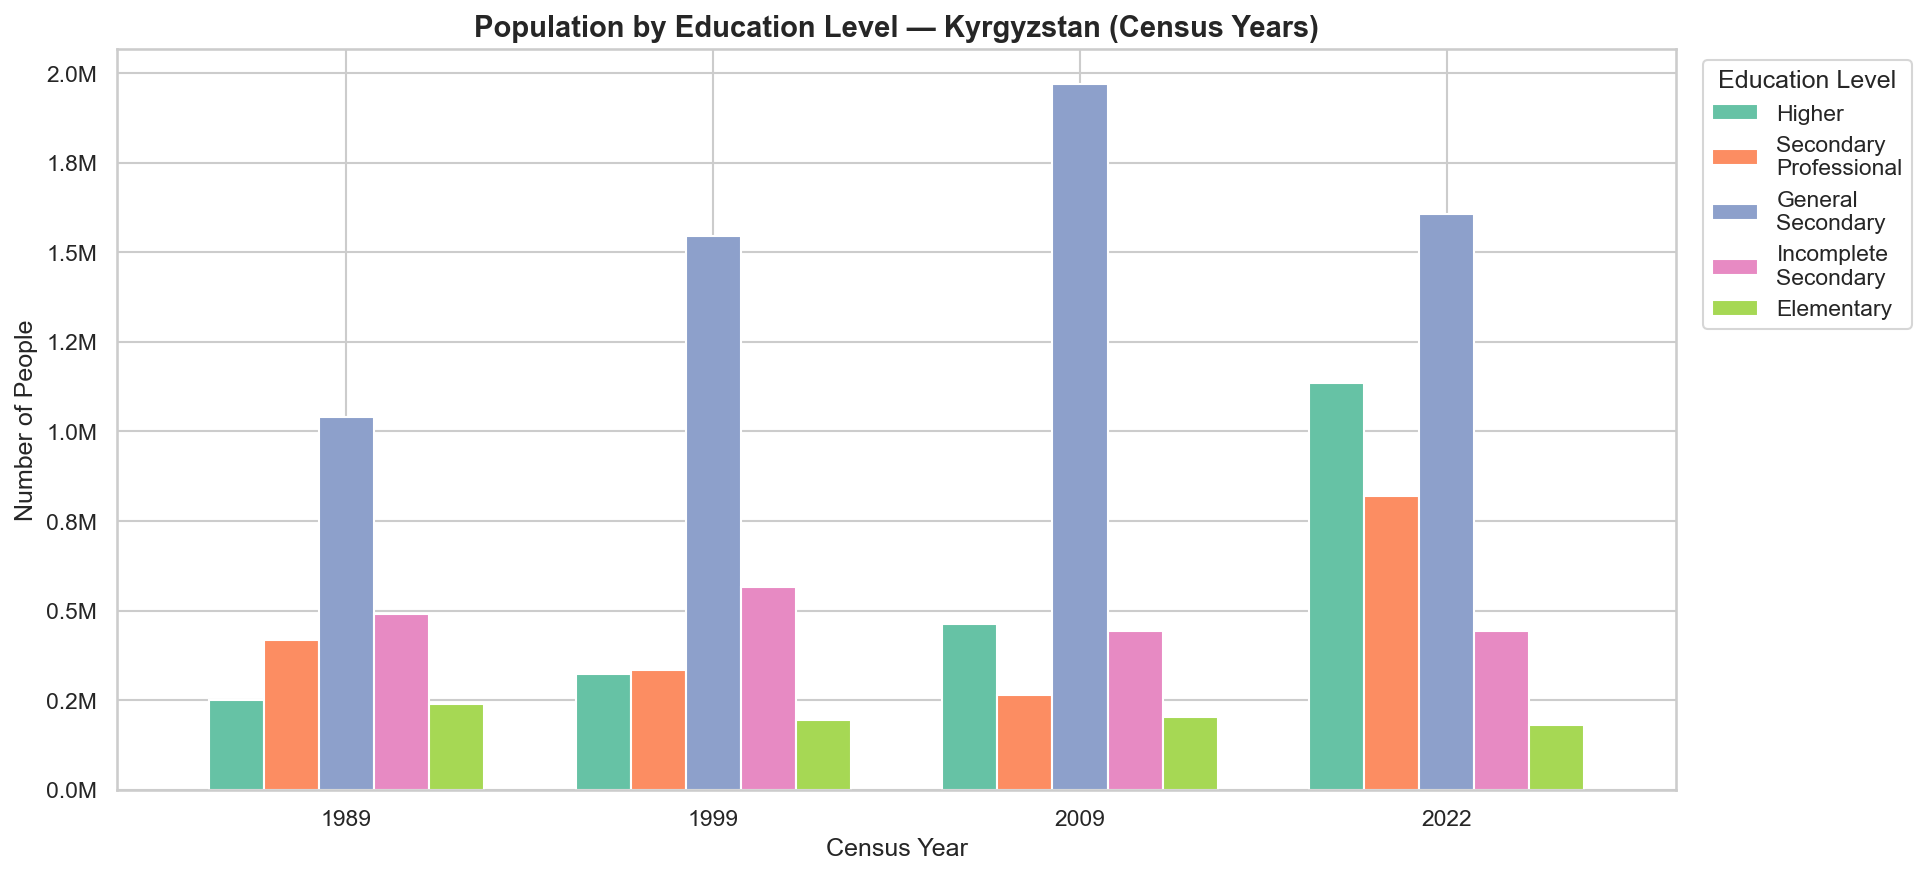 Population by Education Level — Kyrgyzstan (Census Years)
2.0M
1.8M
1.5M
1.2M
1.0M
0.8M
0.5M
0.2M
0.0M
Number of People
1989
1999
2009
2022
Census Year
Education Level
Higher
Secondary
Professional
General
Secondary
Incomplete
Secondary
Elementary